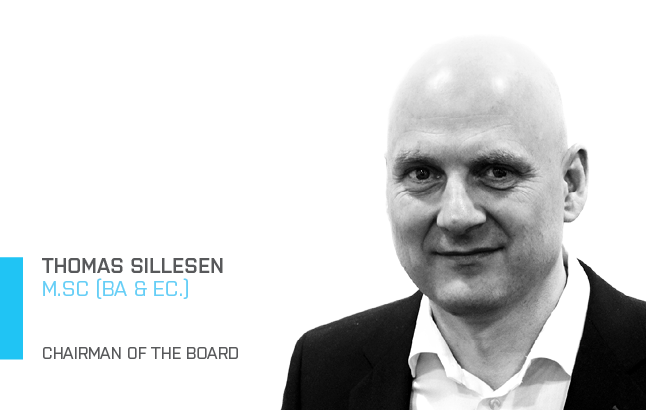 THOMAS SILLESEN
M.SC (BA & EC.)
CHAIRMAN OF THE BOARD